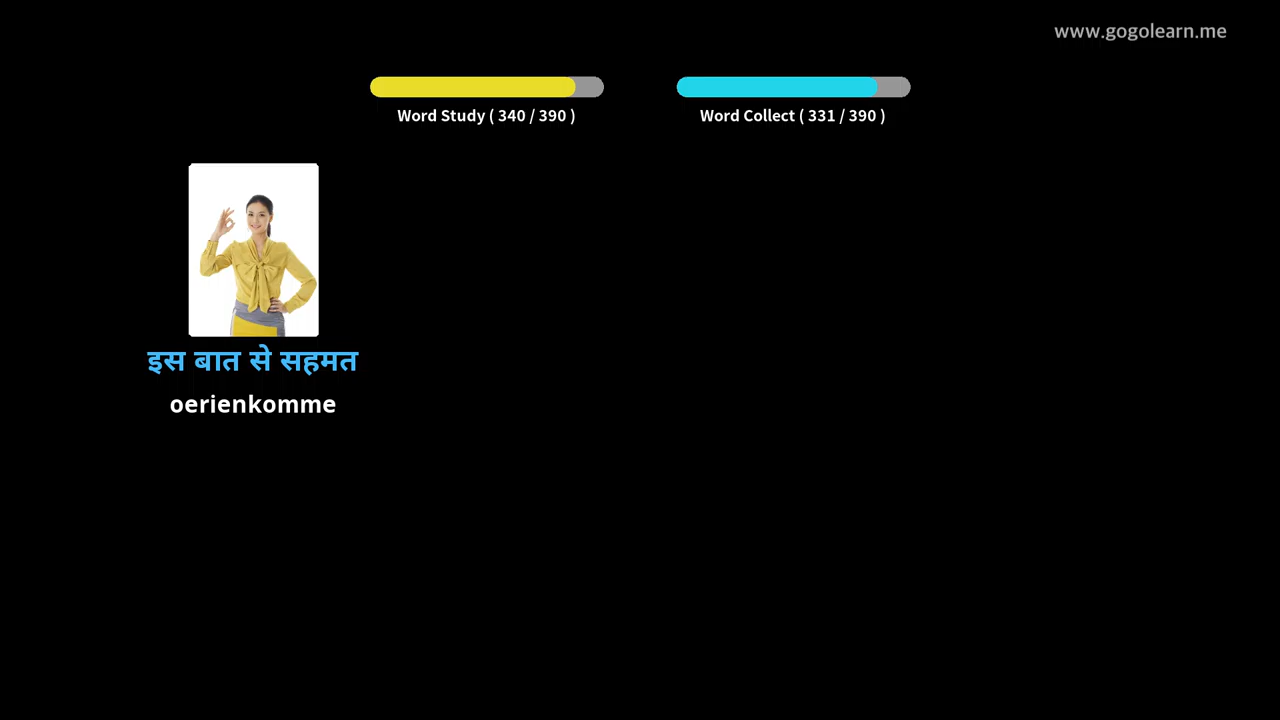 www.gogolearn.me
Word Study ( 340 / 390 )
Word Collect ( 331 / 390 )
इस बात से सहमत
oerienkomme